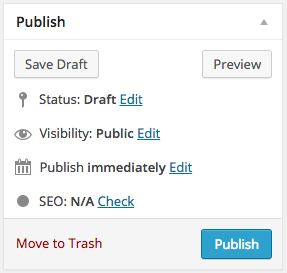 Publish
Save Draft Preview
Status: Draft Edit
Visibility: Public Edit
Publish immediately Edit
SEO: N/A Check
Move to Trash Publish